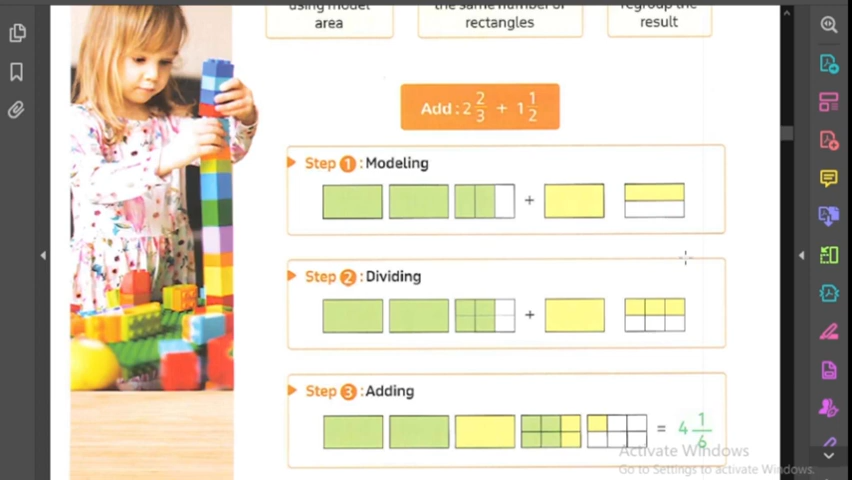 using model
area
the same number of
rectangles
regroup the
result
Add : 2 2/3 + 1 1/2
Step 1 : Modeling
+
Step 2 : Dividing
+
Step 3 : Adding
= 4 1/6
Activate Windows
Go to Settings to activate Windows.